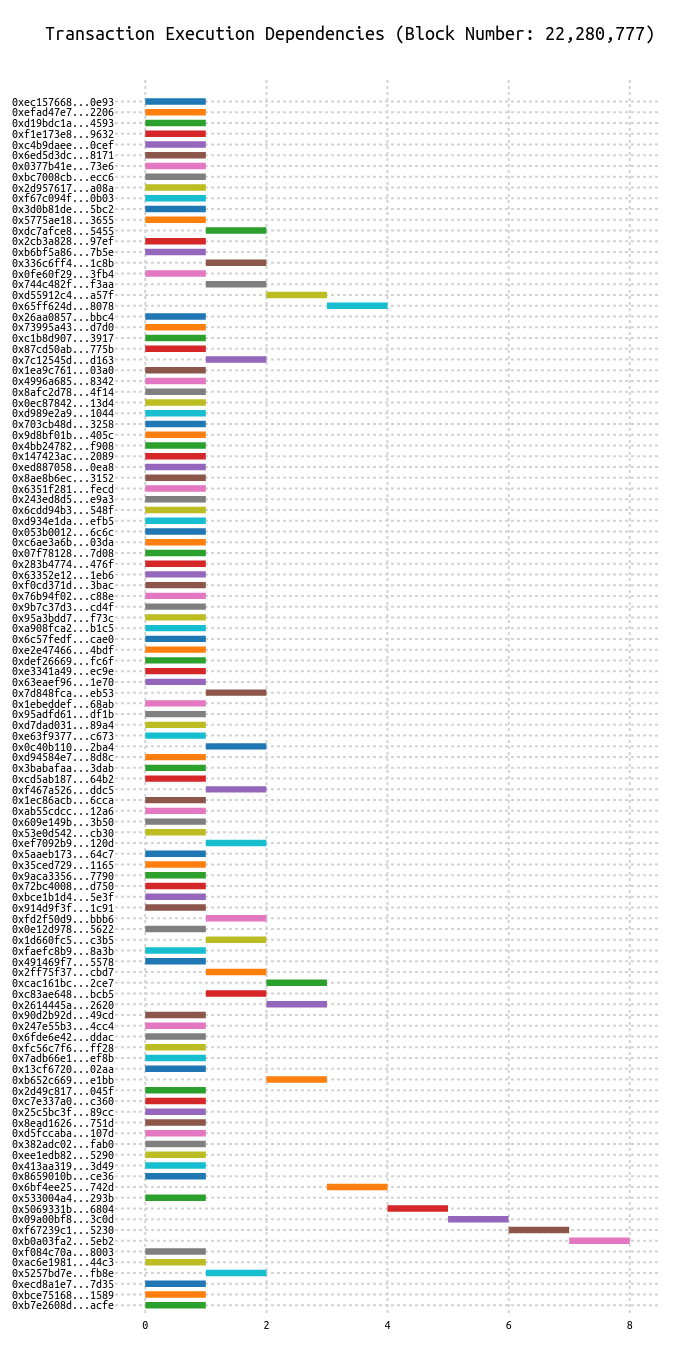 Transaction Execution Dependencies (Block Number: 22,280,777)
0xec157668...0e93
0xefad47e7...2206
0xd19bdc1a...4593
0xf1e173e8...9632
0xc4b9daee...0cef
0x6ed5d3dc...8171
0x0377b41e...73e6
0xbc7008cb...ecc6
0x2d957617...a08a
0xf67c094f...0b03
0x3d0b81de...5bc2
0x5775ae18...3655
0xdc7afce8...5455
0x2cb3a828...97ef
0xb6bf5a86...7b5e
0x336c6ff4...1c8b
0x0fe60f29...3fb4
0x744c482f...f3aa
0xd55912c4...a57f
0x65ff624d...8078
0x26aa0857...bbc4
0x73995a43...d7d0
0xc1b8d907...3917
0x87cd50ab...775b
0x7c12545d...d163
0x1ea9c761...03a0
0x4996a685...8342
0x8afc2d78...4f14
0x0ec87842...13d4
0xd989e2a9...1044
0x703cb48d...3258
0x9d8bf01b...405c
0x4bb24782...f908
0x147423ac...2089
0xed887058...0ea8
0x8ae8b6ec...3152
0x6351f281...fecd
0x243ed8d5...e9a3
0x6cdd94b3...548f
0xd934e1da...efb5
0x053b0012...6c6c
0xc6ae3a6b...03da
0x07f78128...7d08
0x283b4774...476f
0x63352e12...1eb6
0xf0cd371d...3bac
0x76b94f02...c88e
0x9b7c37d3...cd4f
0x95a3bdd7...f73c
0xa908fca2...b1c5
0x6c57fedf...cae0
0xe2e47466...4bdf
0xdef26669...fc6f
0xe3341a49...ec9e
0x63eaef96...1e70
0x7d848fca...eb53
0x1ebeddef...68ab
0x95adfd61...df1b
0xd7dad031...89a4
0xe63f9377...c673
0x0c40b110...2ba4
0xd94584e7...8d8c
0x3babafaa...3dab
0xcd5ab187...64b2
0xf467a526...ddc5
0x1ec86acb...6cca
0xab55cdcc...12a6
0x609e149b...3b50
0x53e0d542...cb30
0xef7092b9...120d
0x5aaeb173...64c7
0x35ced729...1165
0x9aca3356...7790
0x72bc4008...d750
0xbce1b1d4...5e3f
0x914d9f3f...1c91
0xfd2f50d9...bbb6
0x0e12d978...5622
0x1d660fc5...c3b5
0xfaefc8b9...8a3b
0x491469f7...5578
0x2ff75f37...cbd7
0xcac161bc...2ce7
0xc83ae648...bcb5
0x2614445a...2620
0x90d2b92d...49cd
0x247e55b3...4cc4
0x6fde6e42...ddac
0xfc56c7f6...ff28
0x7adb66e1...ef8b
0x13cf6720...02aa
0xb652c669...e1bb
0x2d49c817...045f
0xc7e337a0...c360
0x25c5bc3f...89cc
0x8ead1626...751d
0xd5fccaba...107d
0x382adc02...fab0
0xee1edb82...5290
0x413aa319...3d49
0x8659010b...ce36
0x6bf4ee25...742d
0x533004a4...293b
0x5069331b...6804
0x09a00bf8...3c0d
0xf67239c1...5230
0xb0a03fa2...5eb2
0xf084c70a...8003
0xac6e1981...44c3
0x5257bd7e...fb8e
0xecd8a1e7...7d35
0xbce75168...1589
0xb7e2608d...acfe
0 2 4 6 8